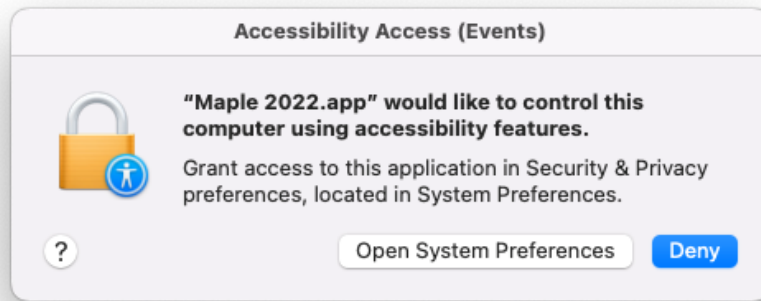 Accessibility Access (Events)
“Maple 2022.app” would like to control this
computer using accessibility features.
Grant access to this application in Security & Privacy
preferences, located in System Preferences.
?
Open System Preferences
Deny